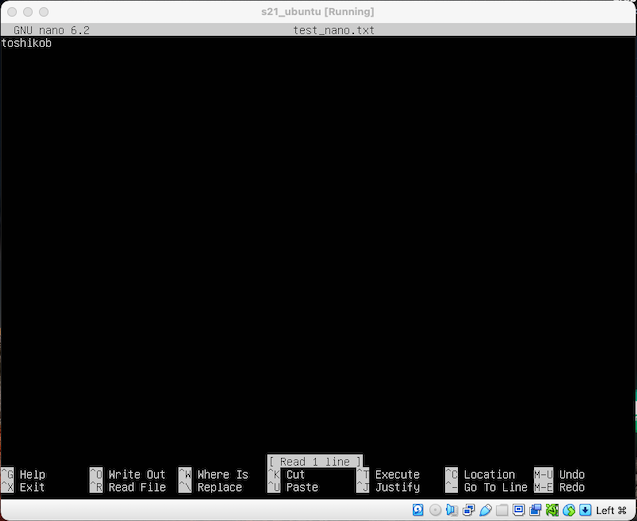 s21_ubuntu [Running]
GNU nano 6.2 test_nano.txt
toshikob
[ Read 1 line ]
^G Help ^O Write Out ^W Where Is ^K Cut ^T Execute ^C Location M-U Undo
^X Exit ^R Read File ^\ Replace ^U Paste ^J Justify ^_ Go To Line M-E Redo
Left ⌘